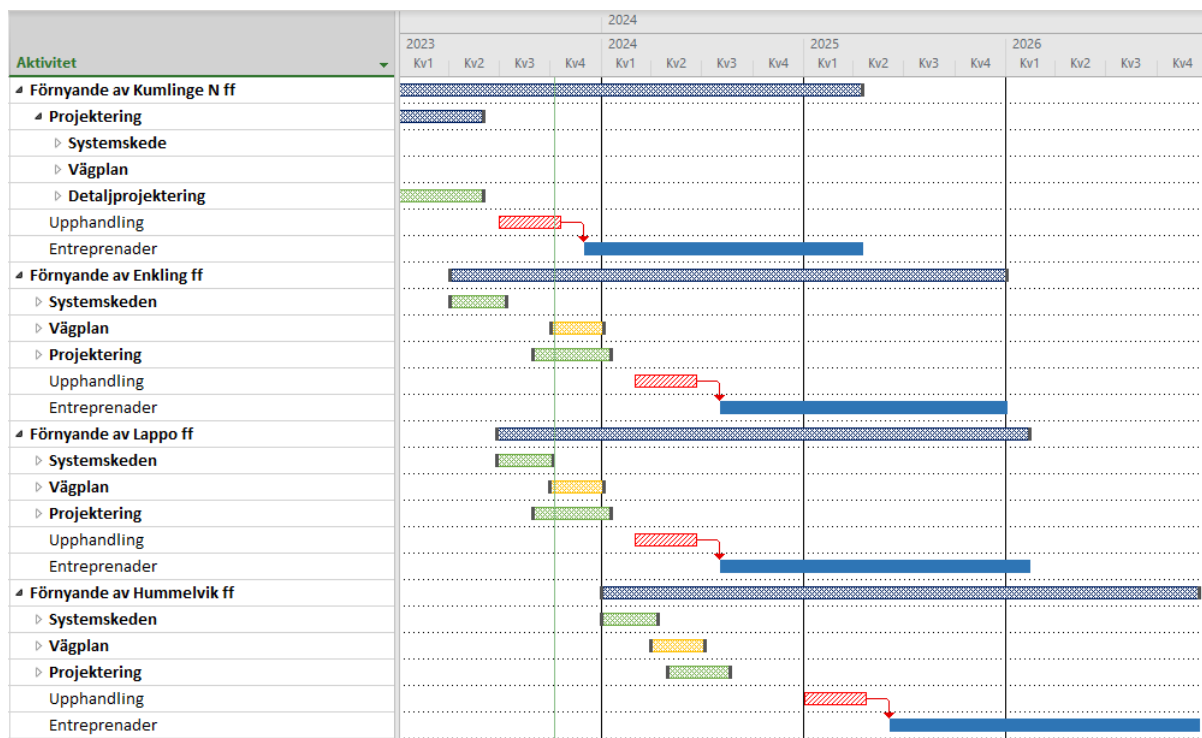 2024
2023 2024 2025 2026
Aktivitet Kv1 Kv2 Kv3 Kv4 Kv1 Kv2 Kv3 Kv4 Kv1 Kv2 Kv3 Kv4 Kv1 Kv2 Kv3 Kv4
Förnyande av Kumlinge N ff
Projektering
Systemskede
Vägplan
Detaljprojektering
Upphandling
Entreprenader
Förnyande av Enkling ff
Systemskeden
Vägplan
Projektering
Upphandling
Entreprenader
Förnyande av Lappo ff
Systemskeden
Vägplan
Projektering
Upphandling
Entreprenader
Förnyande av Hummelvik ff
Systemskeden
Vägplan
Projektering
Upphandling
Entreprenader